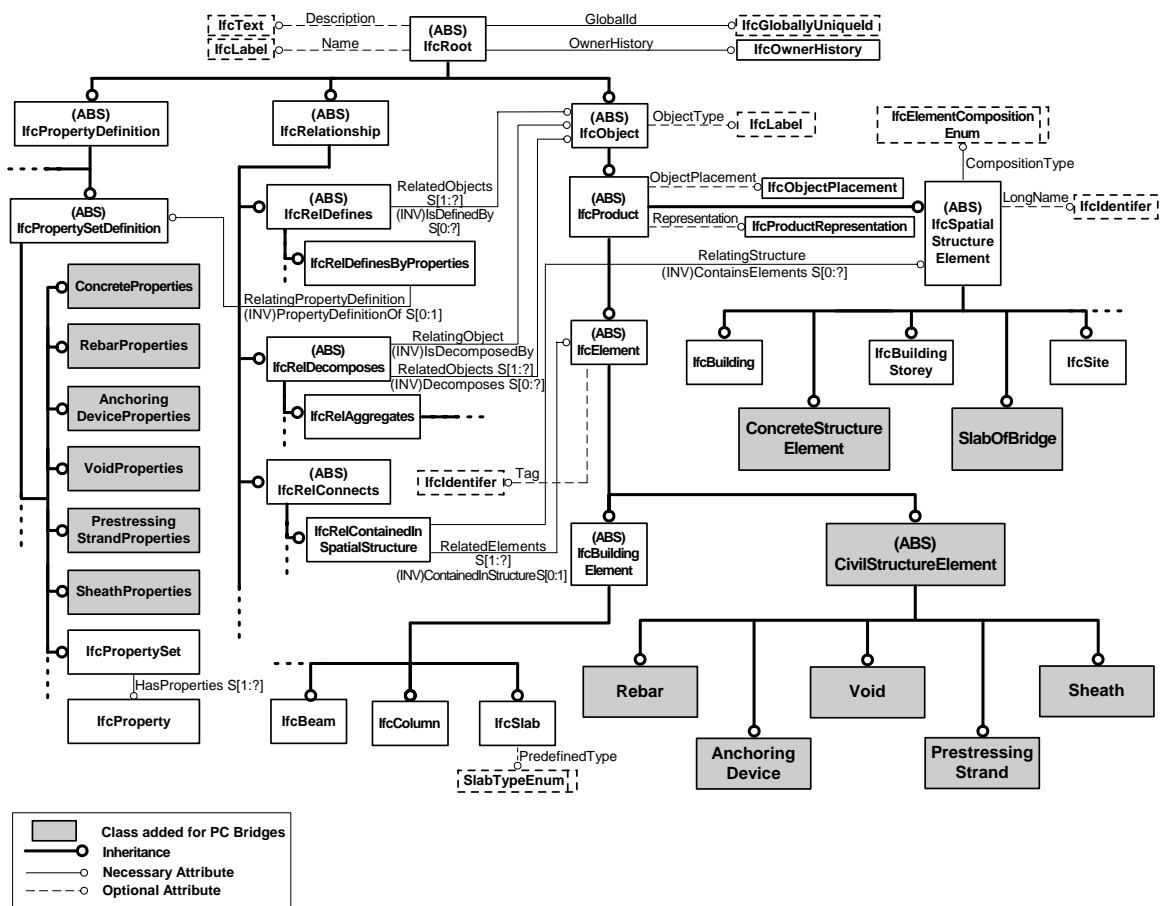 IfcText
Description
(ABS)
IfcRoot
GlobalId
IfcGloballyUniqueId
IfcLabel
Name
OwnerHistory
IfcOwnerHistory
(ABS)
IfcPropertyDefinition
(ABS)
IfcRelationship
(ABS)
IfcObject
ObjectType
IfcLabel
IfcElementComposition
Enum
CompositionType
(ABS)
IfcPropertySetDefinition
(ABS)
IfcRelDefines
RelatedObjects
S[1:?]
(INV)IsDefinedBy
S[0:?]
(ABS)
IfcProduct
ObjectPlacement
IfcObjectPlacement
Representation
IfcProductRepresentation
(ABS)
IfcSpatial
Structure
Element
LongName
IfcIdentifer
IfcRelDefinesByProperties
RelatingStructure
(INV)ContainsElements S[0:?]
ConcreteProperties
RelatingPropertyDefinition
(INV)PropertyDefinitionOf S[0:1]
RebarProperties
(ABS)
IfcRelDecomposes
RelatingObject
(INV)IsDecomposedBy
RelatedObjects S[1:?]
(INV)Decomposes S[0:?]
(ABS)
IfcElement
IfcBuilding
IfcBuilding
Storey
IfcSite
Anchoring
DeviceProperties
IfcRelAggregates
ConcreteStructure
Element
SlabOfBridge
VoidProperties
(ABS)
IfcRelConnects
IfcIdentifer
Tag
Prestressing
StrandProperties
IfcRelContainedIn
SpatialStructure
RelatedElements
S[1:?]
(INV)ContainedInStructureS[0:1]
(ABS)
IfcBuilding
Element
(ABS)
CivilStructureElement
SheathProperties
IfcPropertySet
HasProperties S[1:?]
IfcProperty
IfcBeam
IfcColumn
IfcSlab
PredefinedType
SlabTypeEnum
Rebar
Void
Sheath
Anchoring
Device
Prestressing
Strand
Class added for PC Bridges
Inheritance
Necessary Attribute
Optional Attribute